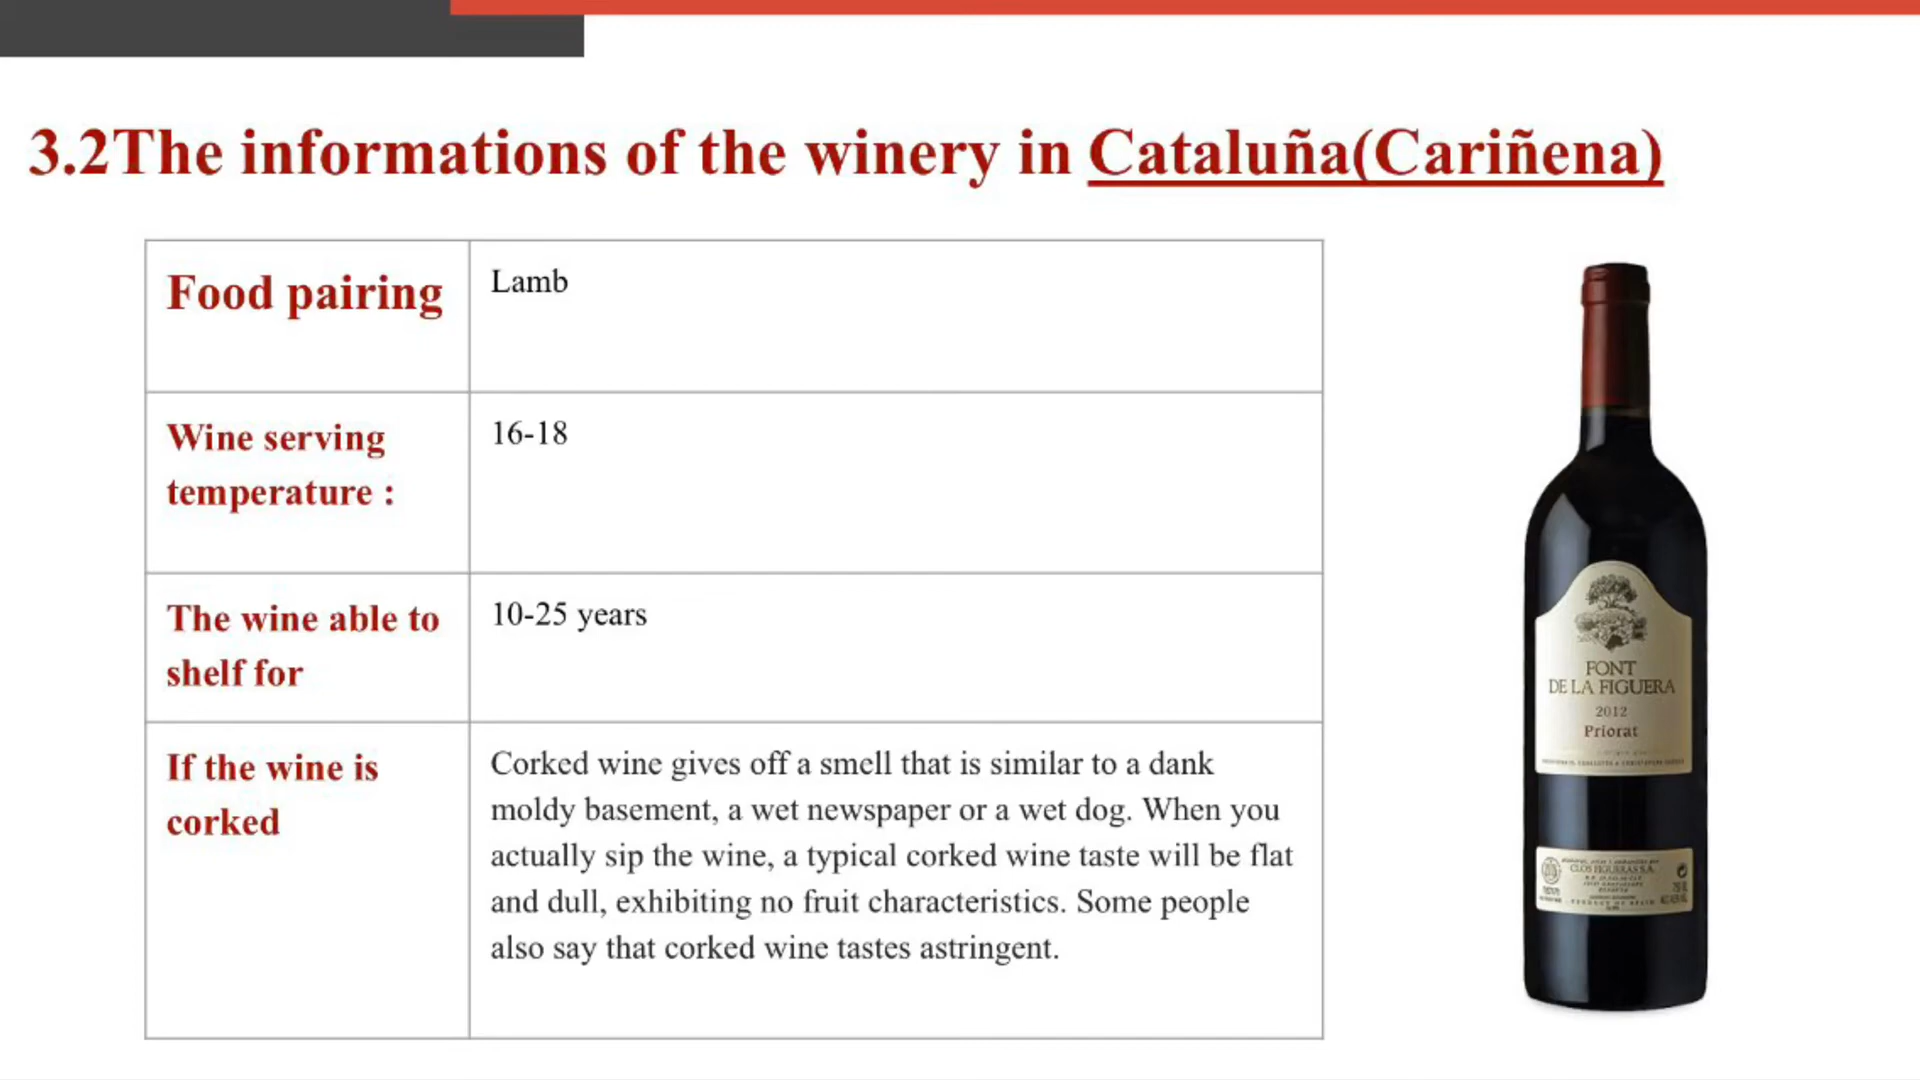 3.2The informations of the winery in Cataluña(Cariñena)
Food pairing
Lamb
Wine serving
temperature :
16-18
The wine able to
shelf for
10-25 years
If the wine is
corked
Corked wine gives off a smell that is similar to a dank
moldy basement, a wet newspaper or a wet dog. When you
actually sip the wine, a typical corked wine taste will be flat
and dull, exhibiting no fruit characteristics. Some people
also say that corked wine tastes astringent.
FONT
DE LA FIGUERA
2012
Priorat
CLOS FIGUERAS S.A.